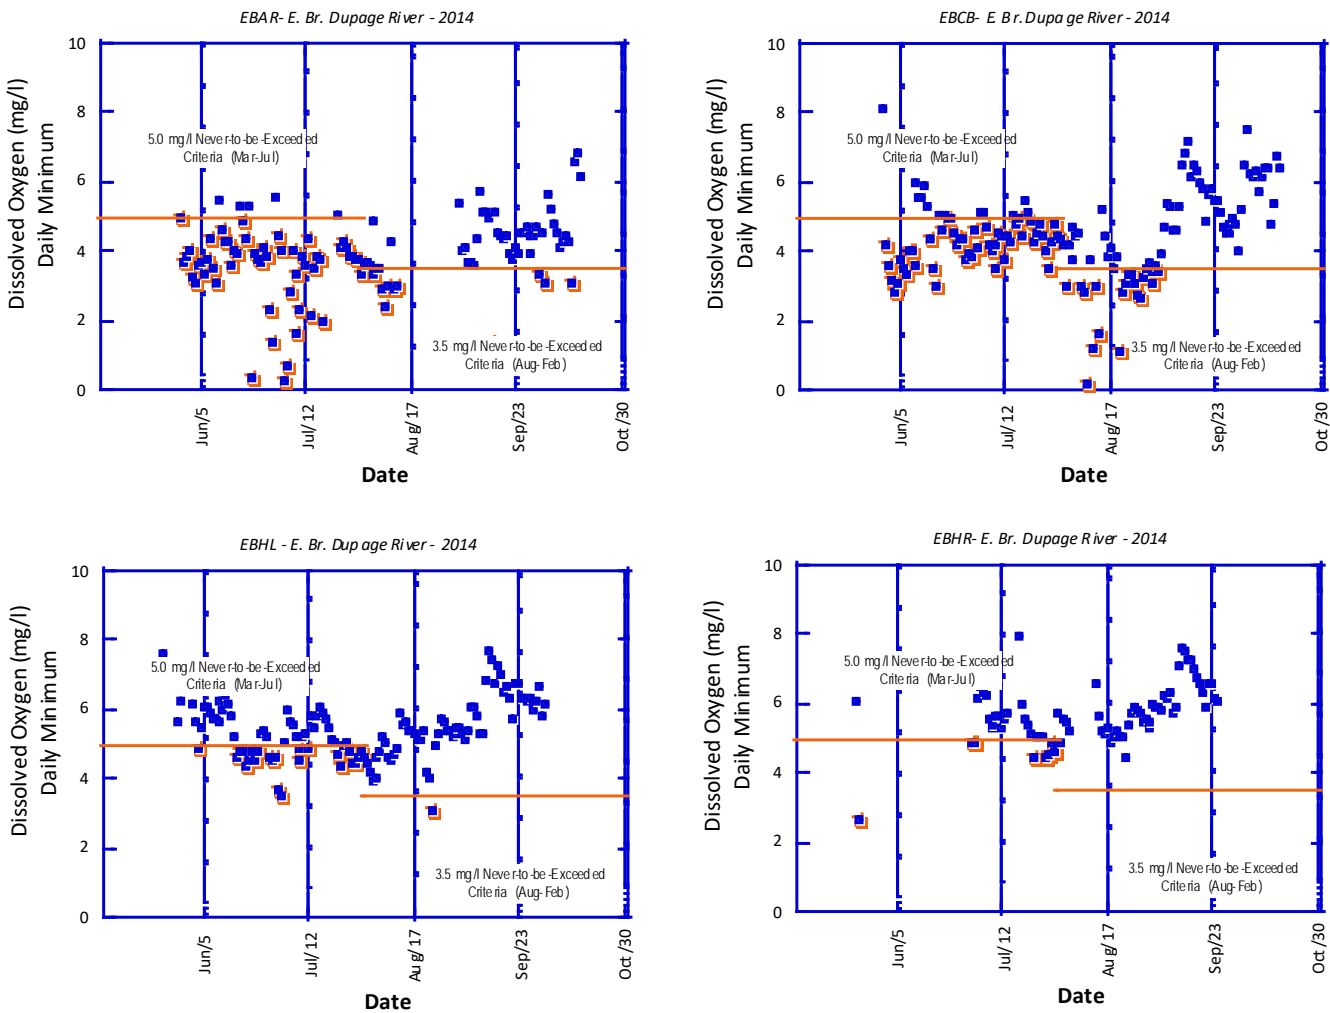 EBAR- E. Br. Dupage River - 2014
10
8
6
4
2
0
Dissolved Oxygen (mg/l)
Daily Minimum
5.0 mg/l Never-to-be-Exceeded
Criteria (Mar-Jul)
3.5 mg/l Never-to-be-Exceeded
Criteria (Aug-Feb)
Jun/5
Jul/12
Aug/17
Sep/23
Oct/30
Date
EBCB- E Br.Dupage River - 2014
10
8
6
4
2
0
Dissolved Oxygen (mg/l)
Daily Minimum
5.0 mg/l Never-to-be-Exceeded
Criteria (Mar-Jul)
3.5 mg/l Never-to-be-Exceeded
Criteria (Aug-Feb)
Jun/5
Jul/12
Aug/17
Sep/23
Oct/30
Date
EBHL - E. Br. Dupage River - 2014
10
8
6
4
2
0
Dissolved Oxygen (mg/l)
Daily Minimum
5.0 mg/l Never-to-be-Exceeded
Criteria (Mar-Jul)
3.5 mg/l Never-to-be-Exceeded
Criteria (Aug-Feb)
Jun/5
Jul/12
Aug/17
Sep/23
Oct/30
Date
EBHR- E. Br. Dupage River - 2014
10
8
6
4
2
0
Dissolved Oxygen (mg/l)
Daily Minimum
5.0 mg/l Never-to-be-Exceeded
Criteria (Mar-Jul)
3.5 mg/l Never-to-be-Exceeded
Criteria (Aug-Feb)
Jun/5
Jul/12
Aug/17
Sep/23
Oct/30
Date